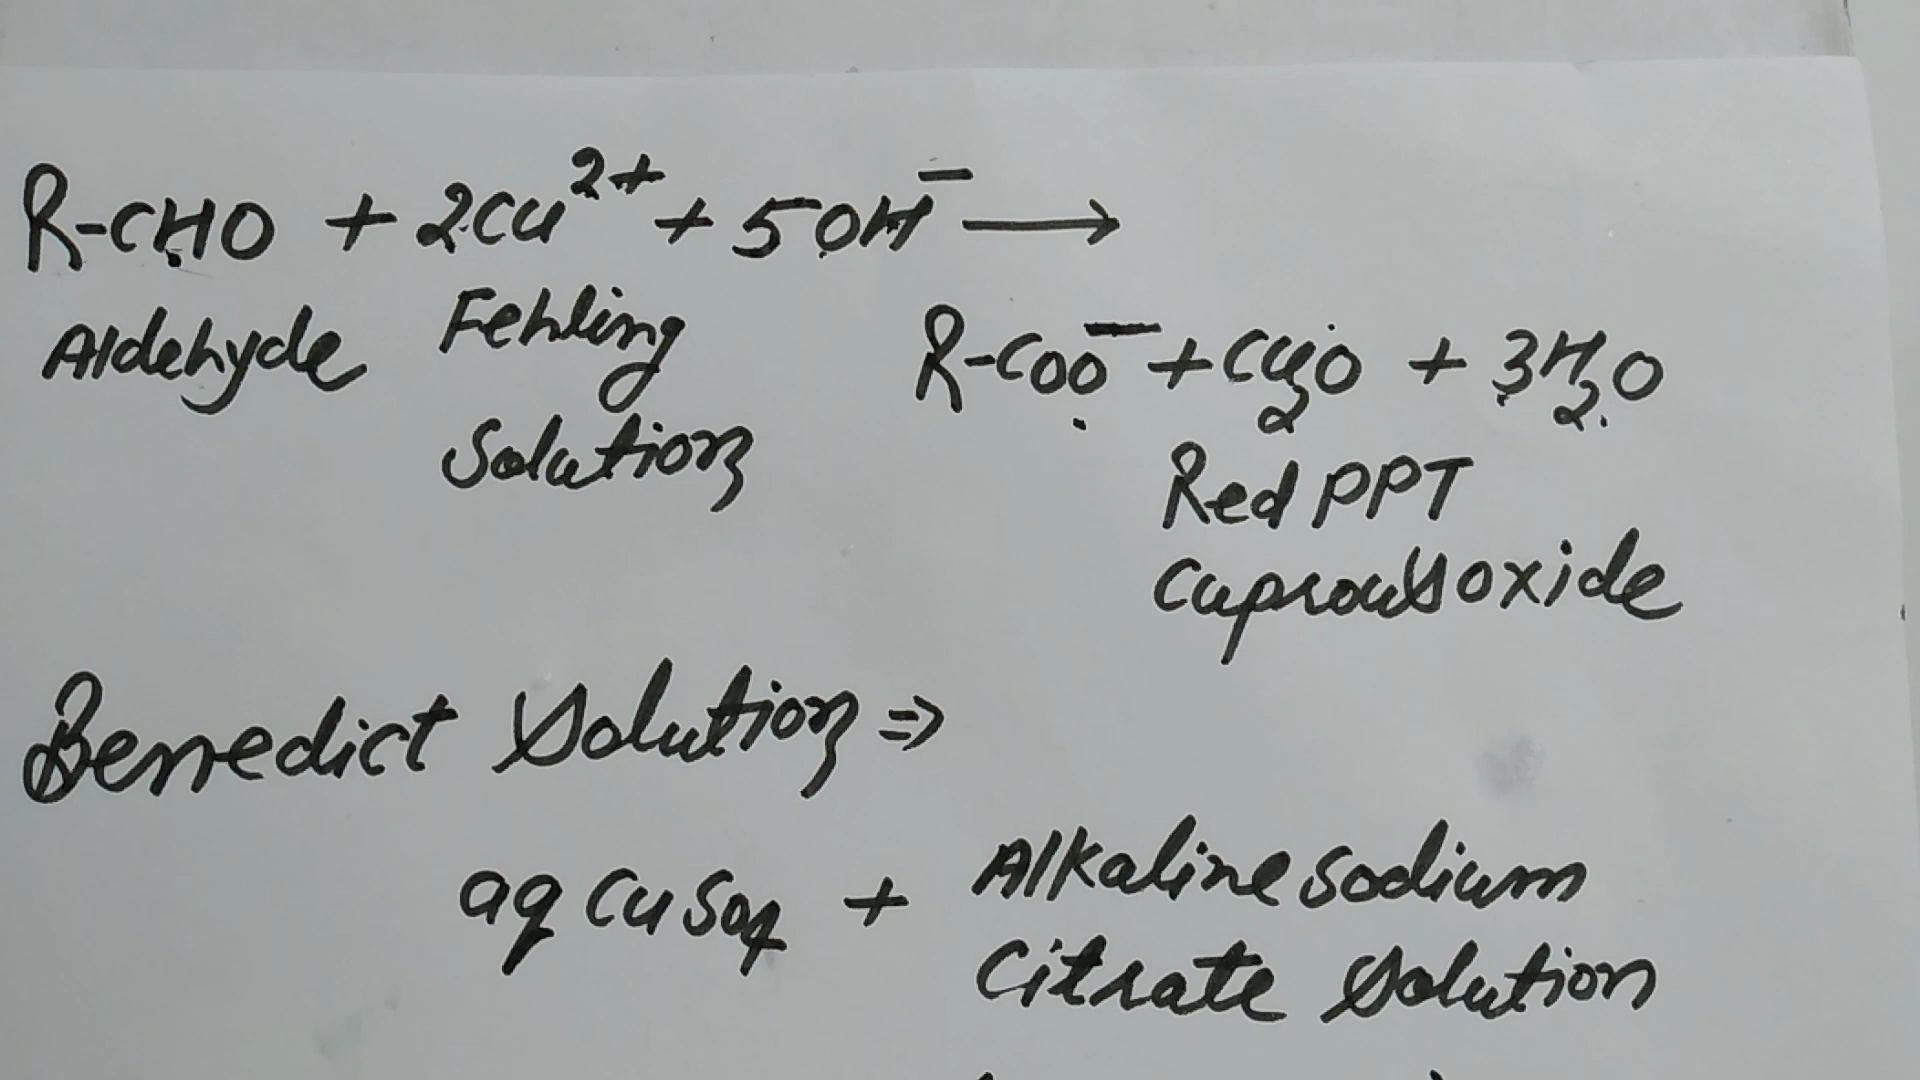 R-CHO + 2Cu²⁺ + 5OH⁻ ⟶
Aldehyde Fehling
Solution
R-COO⁻ + Cu₂O + 3H₂O
Red PPT
Cuprous oxide
Benedict Solution ⇒
aq CuSO₄ + Alkaline sodium
Citrate Solution